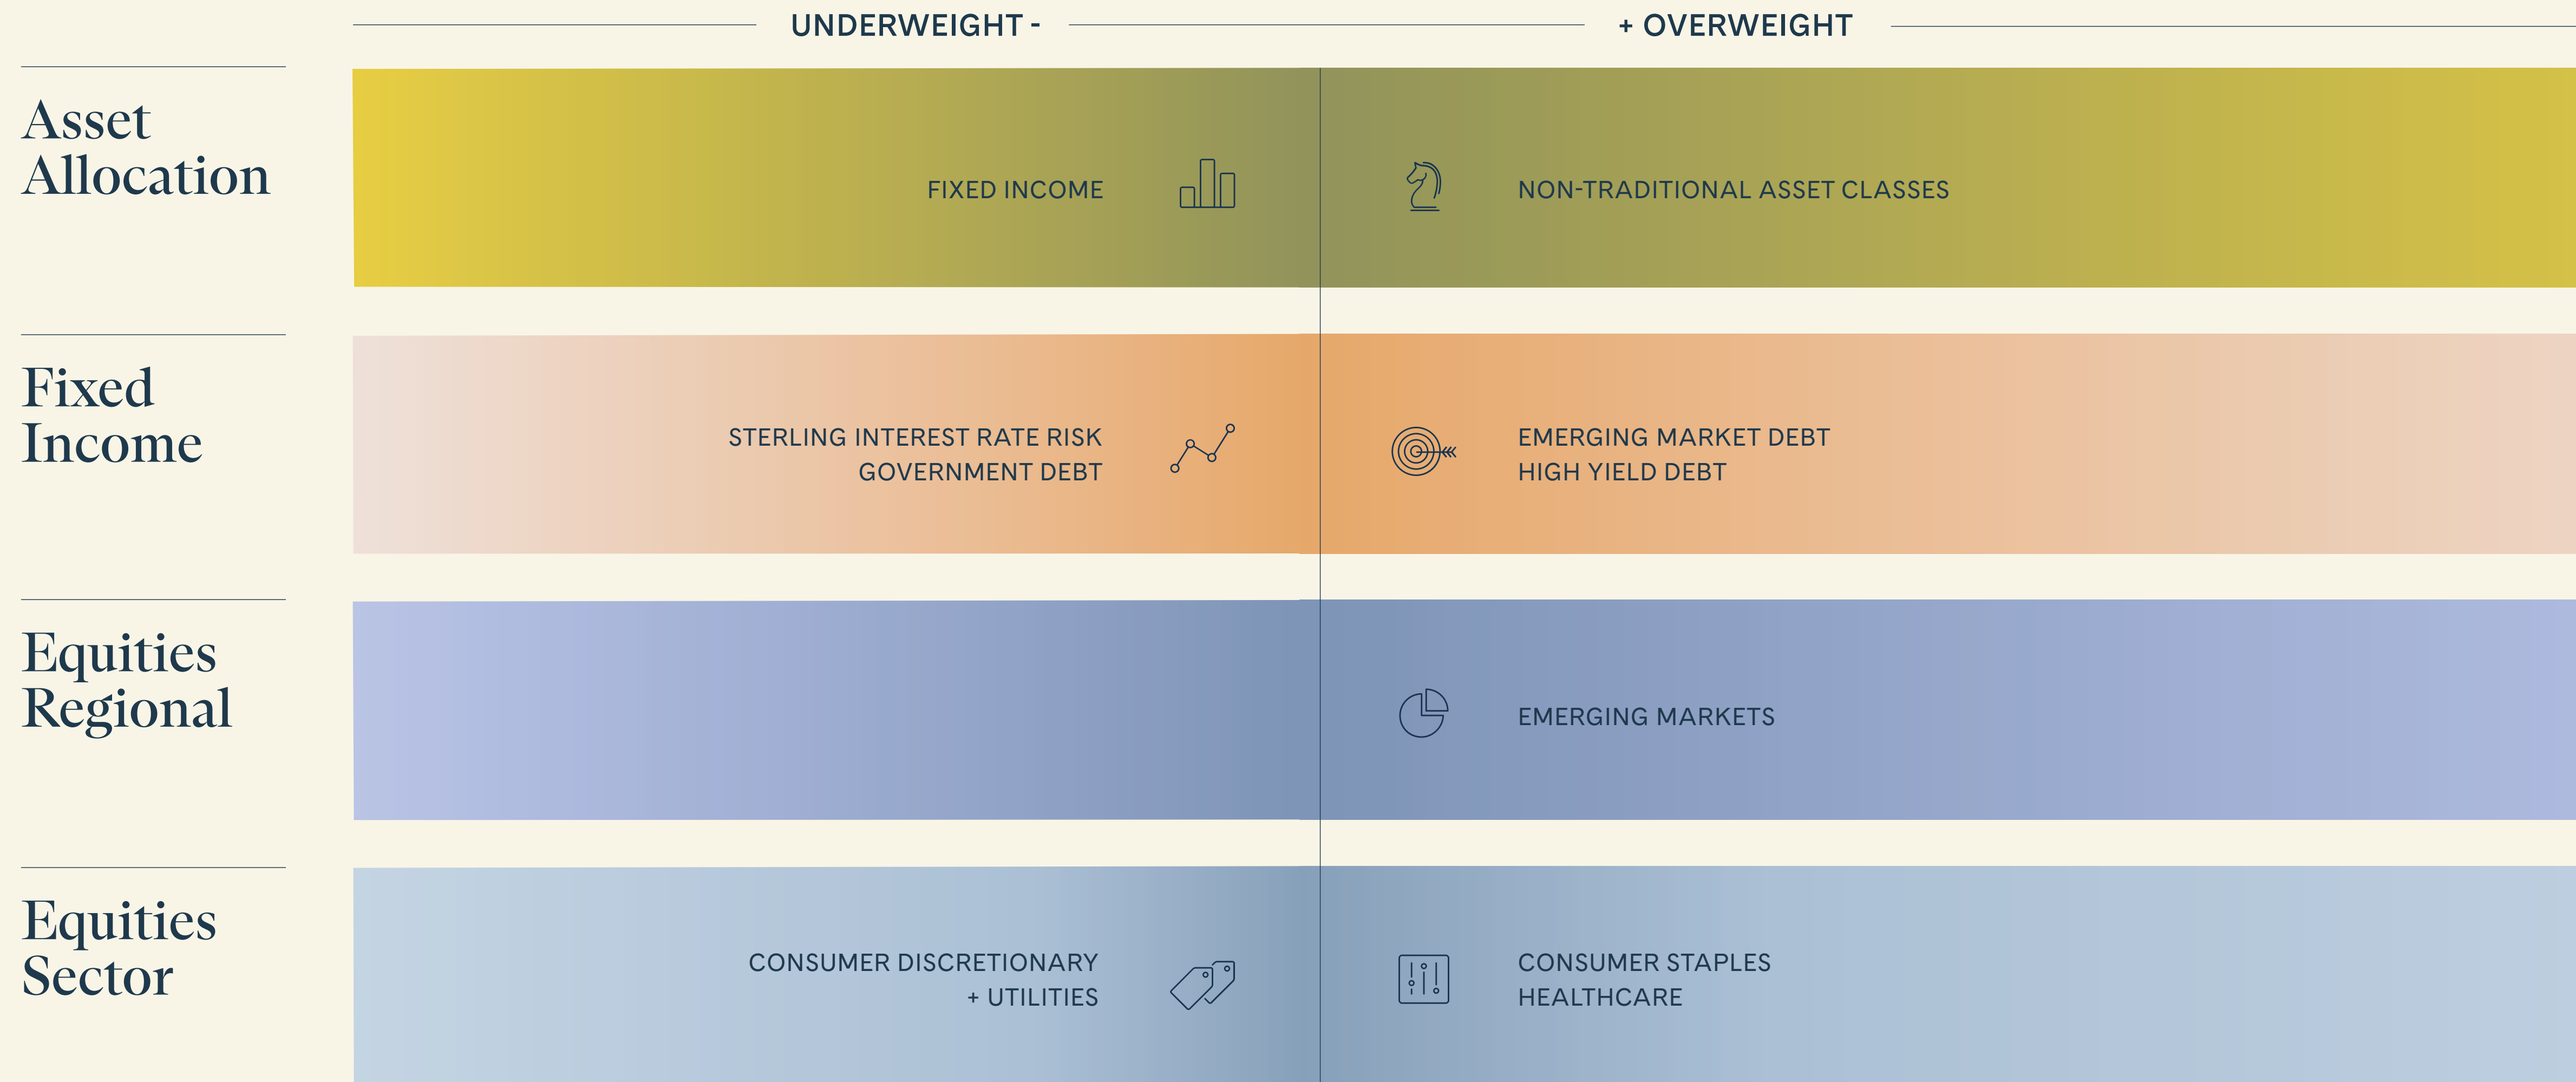 UNDERWEIGHT -
+ OVERWEIGHT
Asset
Allocation
FIXED INCOME
NON-TRADITIONAL ASSET CLASSES
Fixed
Income
STERLING INTEREST RATE RISK
GOVERNMENT DEBT
EMERGING MARKET DEBT
HIGH YIELD DEBT
Equities
Regional
EMERGING MARKETS
Equities
Sector
CONSUMER DISCRETIONARY
+ UTILITIES
CONSUMER STAPLES
HEALTHCARE